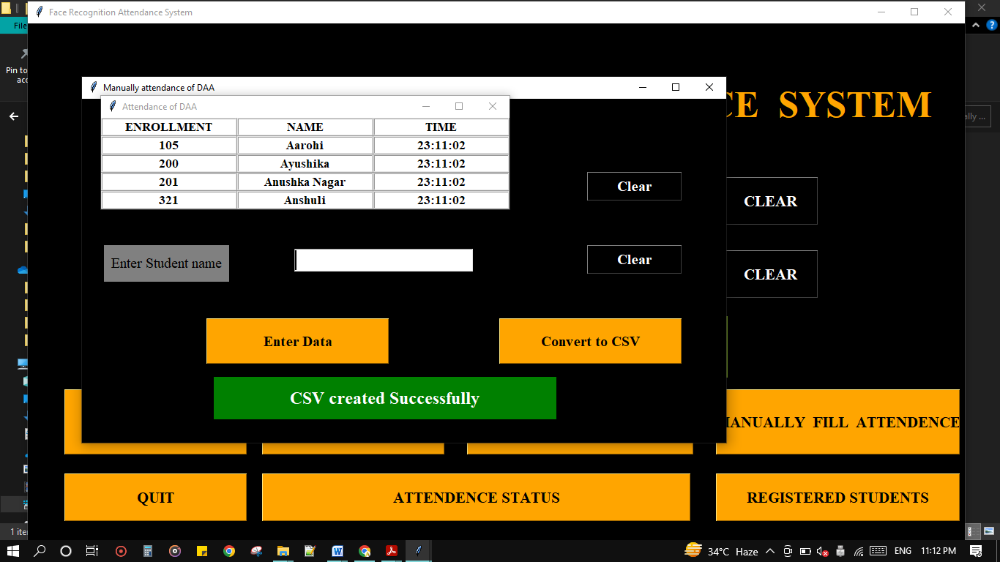 Face Recognition Attendance System
File
Pin to
acc
Manually attendance of DAA
CE SYSTEM
Attendance of DAA
ally ...
ENROLLMENT NAME TIME
105 Aarohi 23:11:02
200 Ayushika 23:11:02
201 Anushka Nagar 23:11:02
321 Anshuli 23:11:02
Clear
CLEAR
Enter Student name
Clear
CLEAR
Enter Data
Convert to CSV
CSV created Successfully
MANUALLY FILL ATTENDENCE
QUIT
ATTENDENCE STATUS
REGISTERED STUDENTS
1 iter
34°C Haze
ENG
11:12 PM